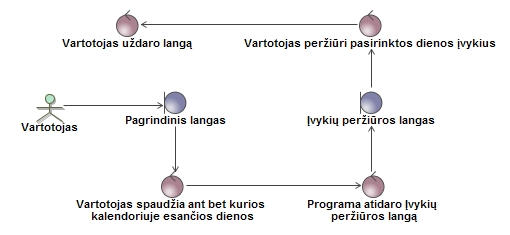 Vartotojas uždaro langą
Vartotojas peržiūri pasirinktos dienos įvykius
Vartotojas
Pagrindinis langas
Įvykių peržiūros langas
Vartotojas spaudžia ant bet kurios
kalendoriuje esančios dienos
Programa atidaro Įvykių
peržiūros langą